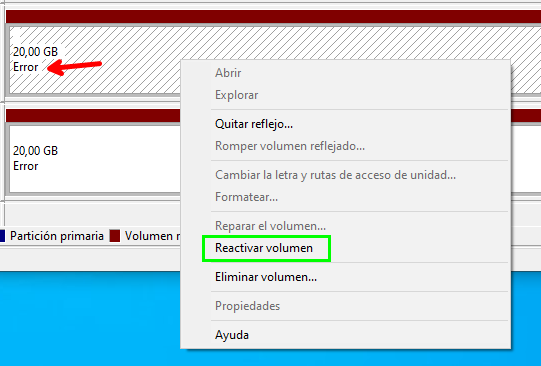 20,00 GB
Error
Abrir
Explorar
Quitar reflejo...
Romper volumen reflejado...
Cambiar la letra y rutas de acceso de unidad...
Formatear...
Reparar el volumen...
Reactivar volumen
Eliminar volumen...
Propiedades
Ayuda
20,00 GB
Error
Partición primaria
Volumen r